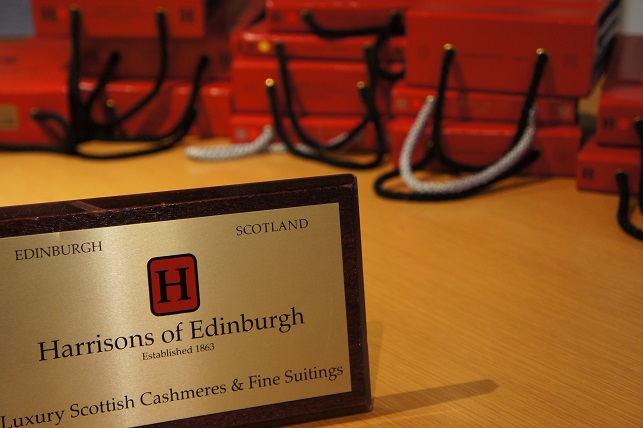 EDINBURGH SCOTLAND
H
Harrisons of Edinburgh
Established 1863
Luxury Scottish Cashmeres & Fine Suitings